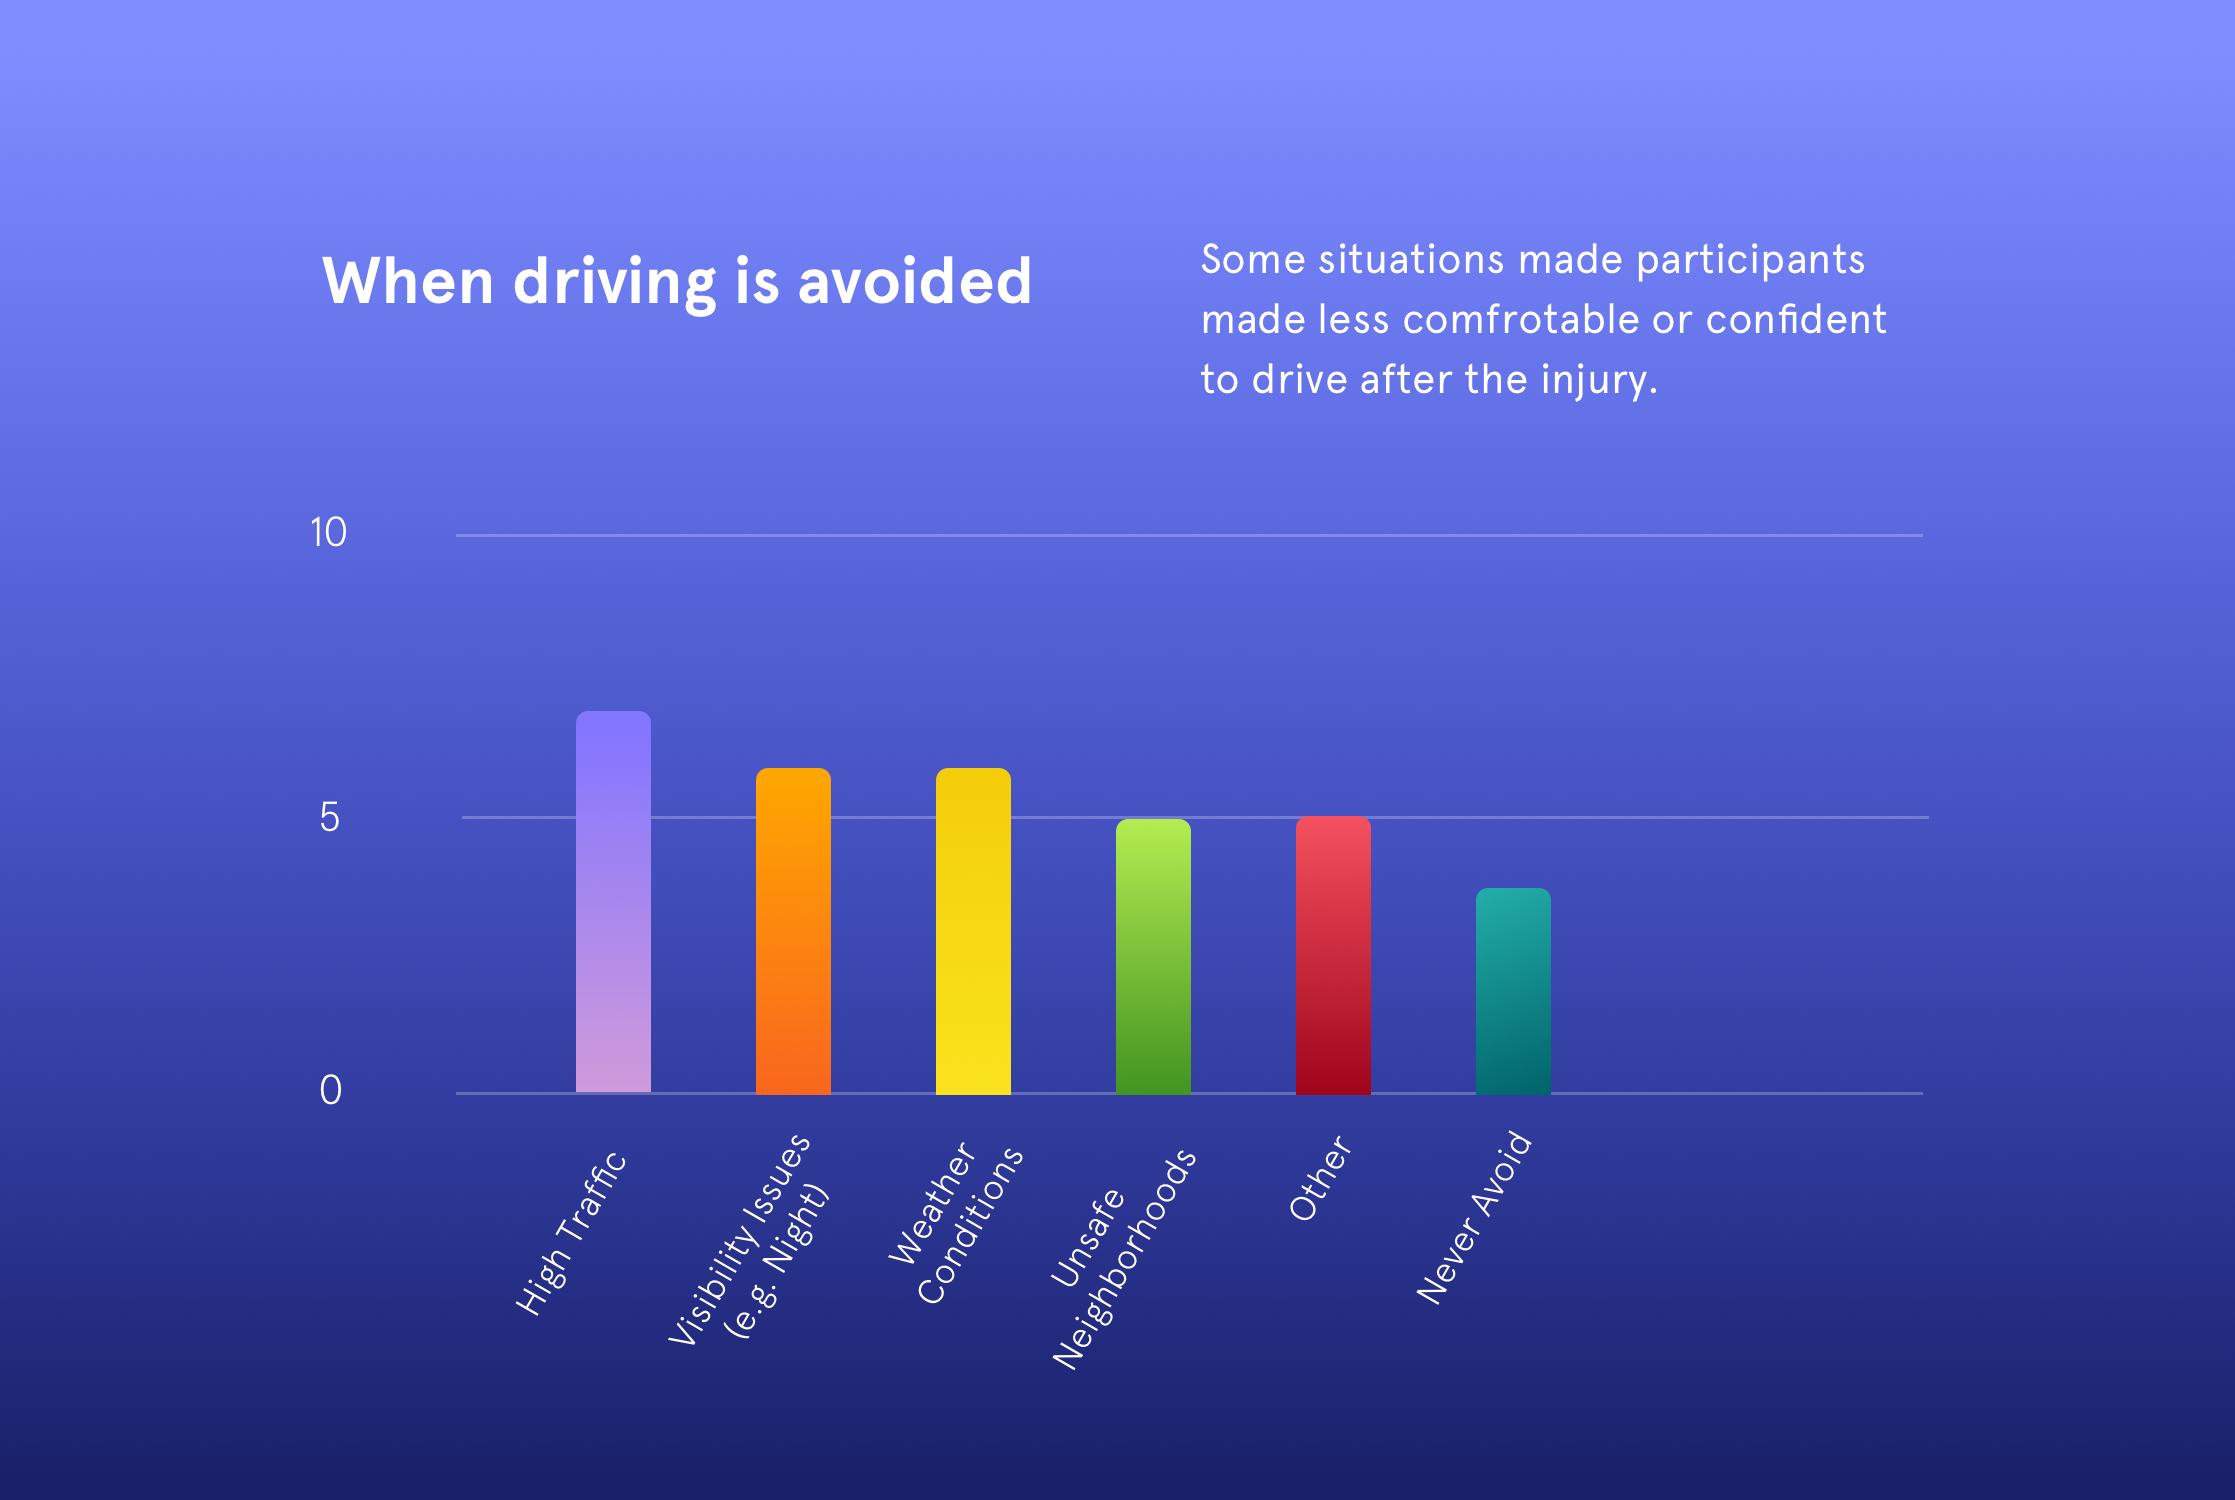 When driving is avoided
Some situations made participants
made less comfrotable or confident
to drive after the injury.
10
5
0
High Traffic
Visibility Issues
(e.g. Night)
Weather
Conditions
Unsafe
Neighborhoods
Other
Never Avoid